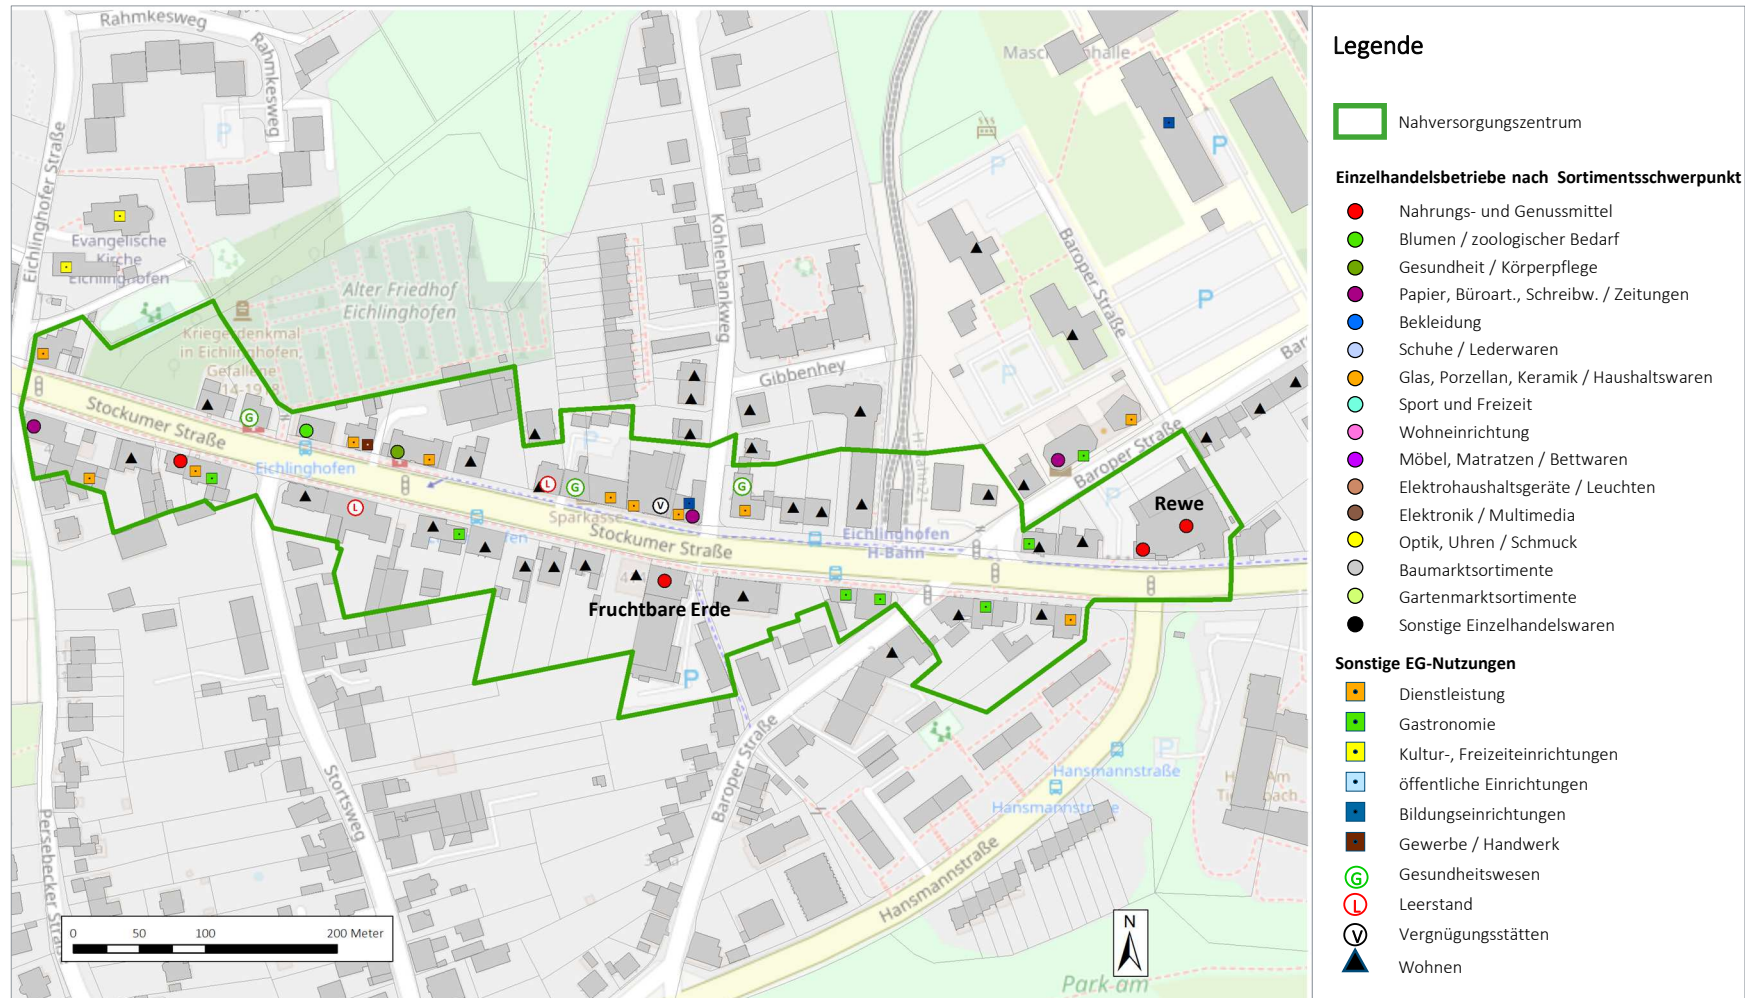 Rahmkesweg
Rahmkesweg
Eichlinghofer Straße
P
Evangelische
Kirche
Eichlinghofen
Alter Friedhof
Eichlinghofen
Kriegerdenkmal
in Eichlinghofen,
Gefallene
Kohlenbankweg
Gibbenhey
P
P
P
P
Baroper Straße
Stockumer Straße
G
Eichlinghofen
L
L
G
V
G
Sparkasse
Stockumer Straße
Eichlinghofen
H-Bahn
Baroper Straße
P
Rewe
Fruchtbare Erde
P
Stortsweg
Baroper Straße
Hansmannstraße
P
Hansmannstraße
Persebecker Straße
Park am
0 50 100 200 Meter
N
Legende
Nahversorgungszentrum
Einzelhandelsbetriebe nach Sortimentsschwerpunkt
Nahrungs- und Genussmittel
Blumen / zoologischer Bedarf
Gesundheit / Körperpflege
Papier, Büroart., Schreibw. / Zeitungen
Bekleidung
Schuhe / Lederwaren
Glas, Porzellan, Keramik / Haushaltswaren
Sport und Freizeit
Wohneinrichtung
Möbel, Matratzen / Bettwaren
Elektrohaushaltsgeräte / Leuchten
Elektronik / Multimedia
Optik, Uhren / Schmuck
Baumarktsortimente
Gartenmarktsortimente
Sonstige Einzelhandelswaren
Sonstige EG-Nutzungen
Dienstleistung
Gastronomie
Kultur-, Freizeiteinrichtungen
öffentliche Einrichtungen
Bildungseinrichtungen
Gewerbe / Handwerk
G Gesundheitswesen
L Leerstand
V Vergnügungsstätten
Wohnen